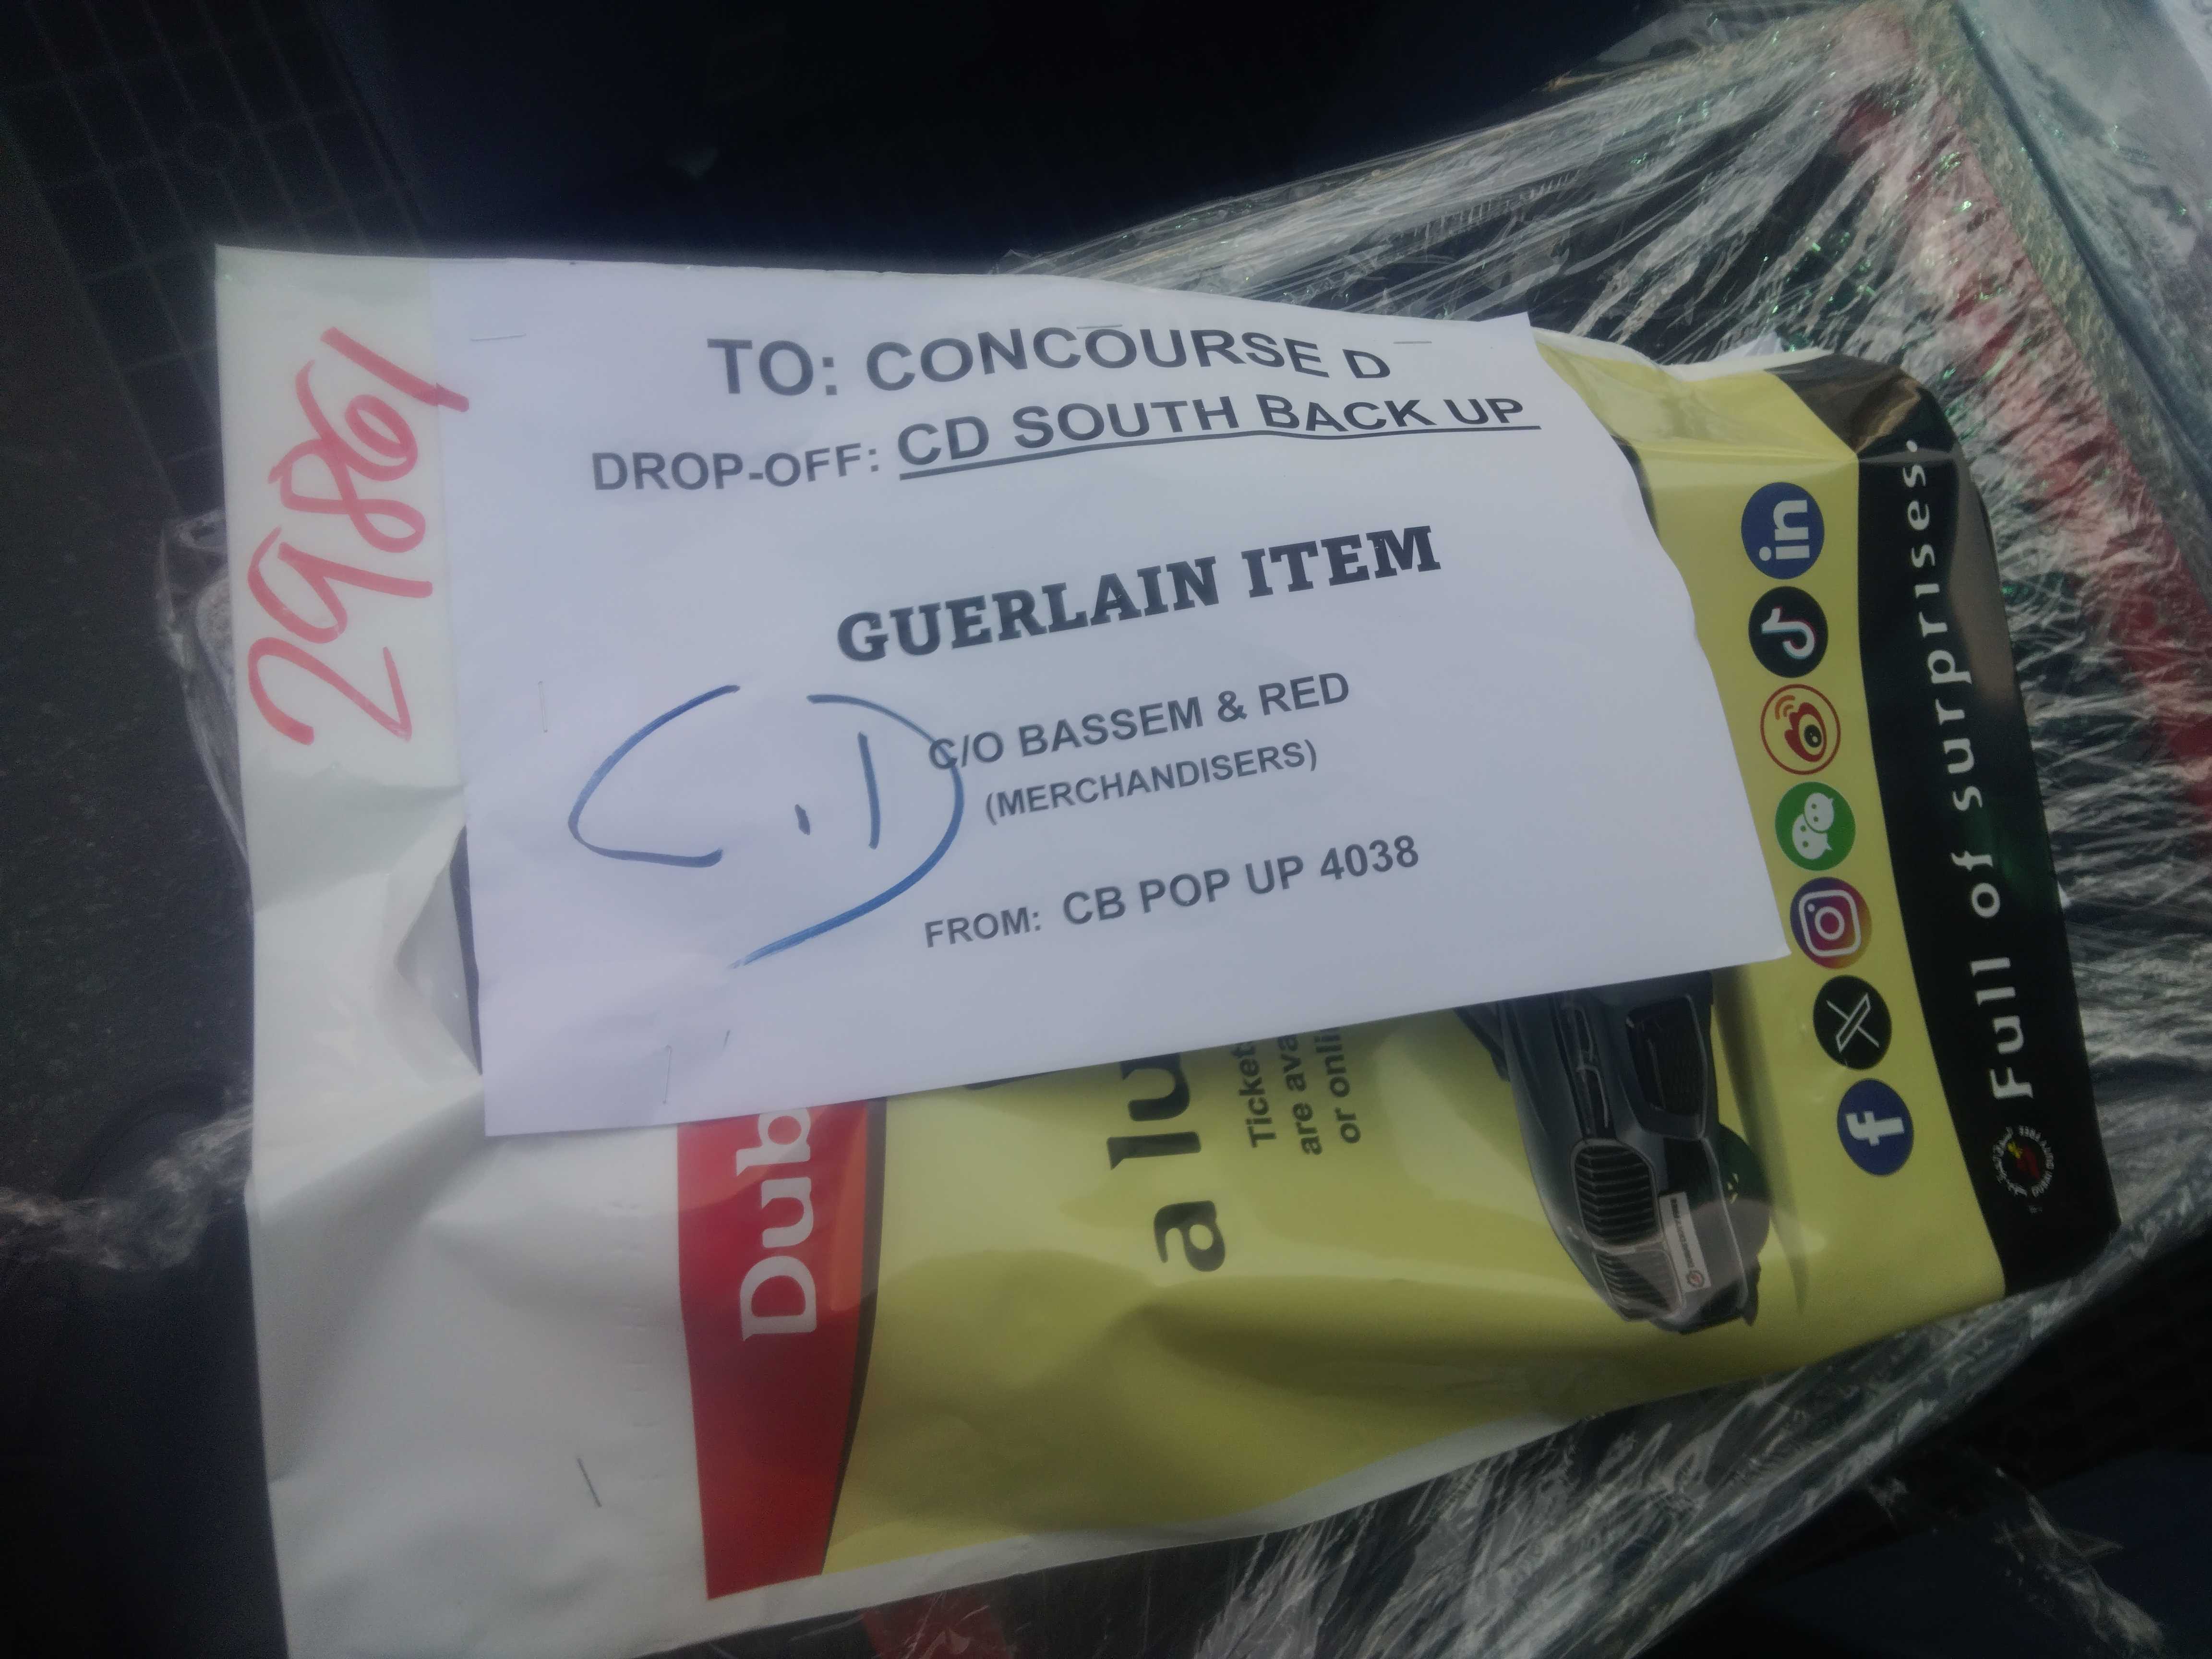 29861
TO: CONCOURSE D
DROP-OFF: CD SOUTH BACK UP
GUERLAIN ITEM
C/O BASSEM & RED
(MERCHANDISERS)
FROM: CB POP UP 4038
Dub
a lu
Ticket
are ava
or onli
in
X
f
Full of surprises.